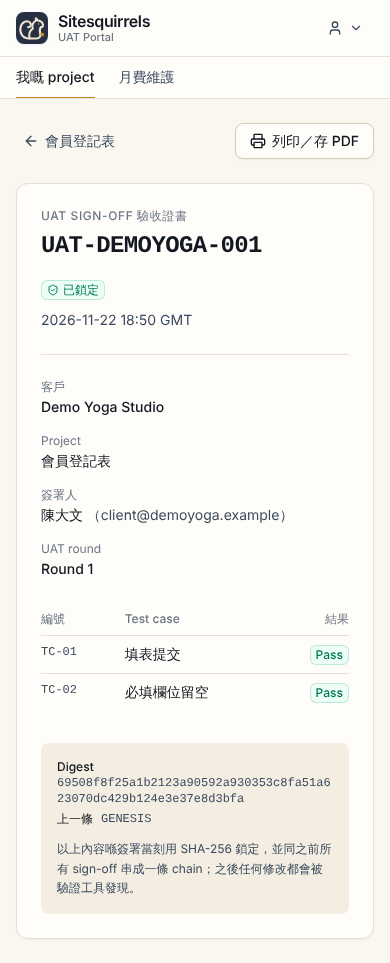 Sitesquirrels
UAT Portal
我嘅 project
月費維護
會員登記表
列印／存 PDF
UAT SIGN-OFF 驗收證書
UAT-DEMOYOGA-001
已鎖定
2026-11-22 18:50 GMT
客戶
Demo Yoga Studio
Project
會員登記表
簽署人
陳大文 （client@demoyoga.example）
UAT round
Round 1
編號 Test case 結果
TC-01 填表提交 Pass
TC-02 必填欄位留空 Pass
Digest
69508f8f25a1b2123a90592a930353c8fa51a6
23070dc429b124e3e37e8d3bfa
上一條 GENESIS
以上內容喺簽署當刻用 SHA-256 鎖定，並同之前所
有 sign-off 串成一條 chain；之後任何修改都會被
驗證工具發現。